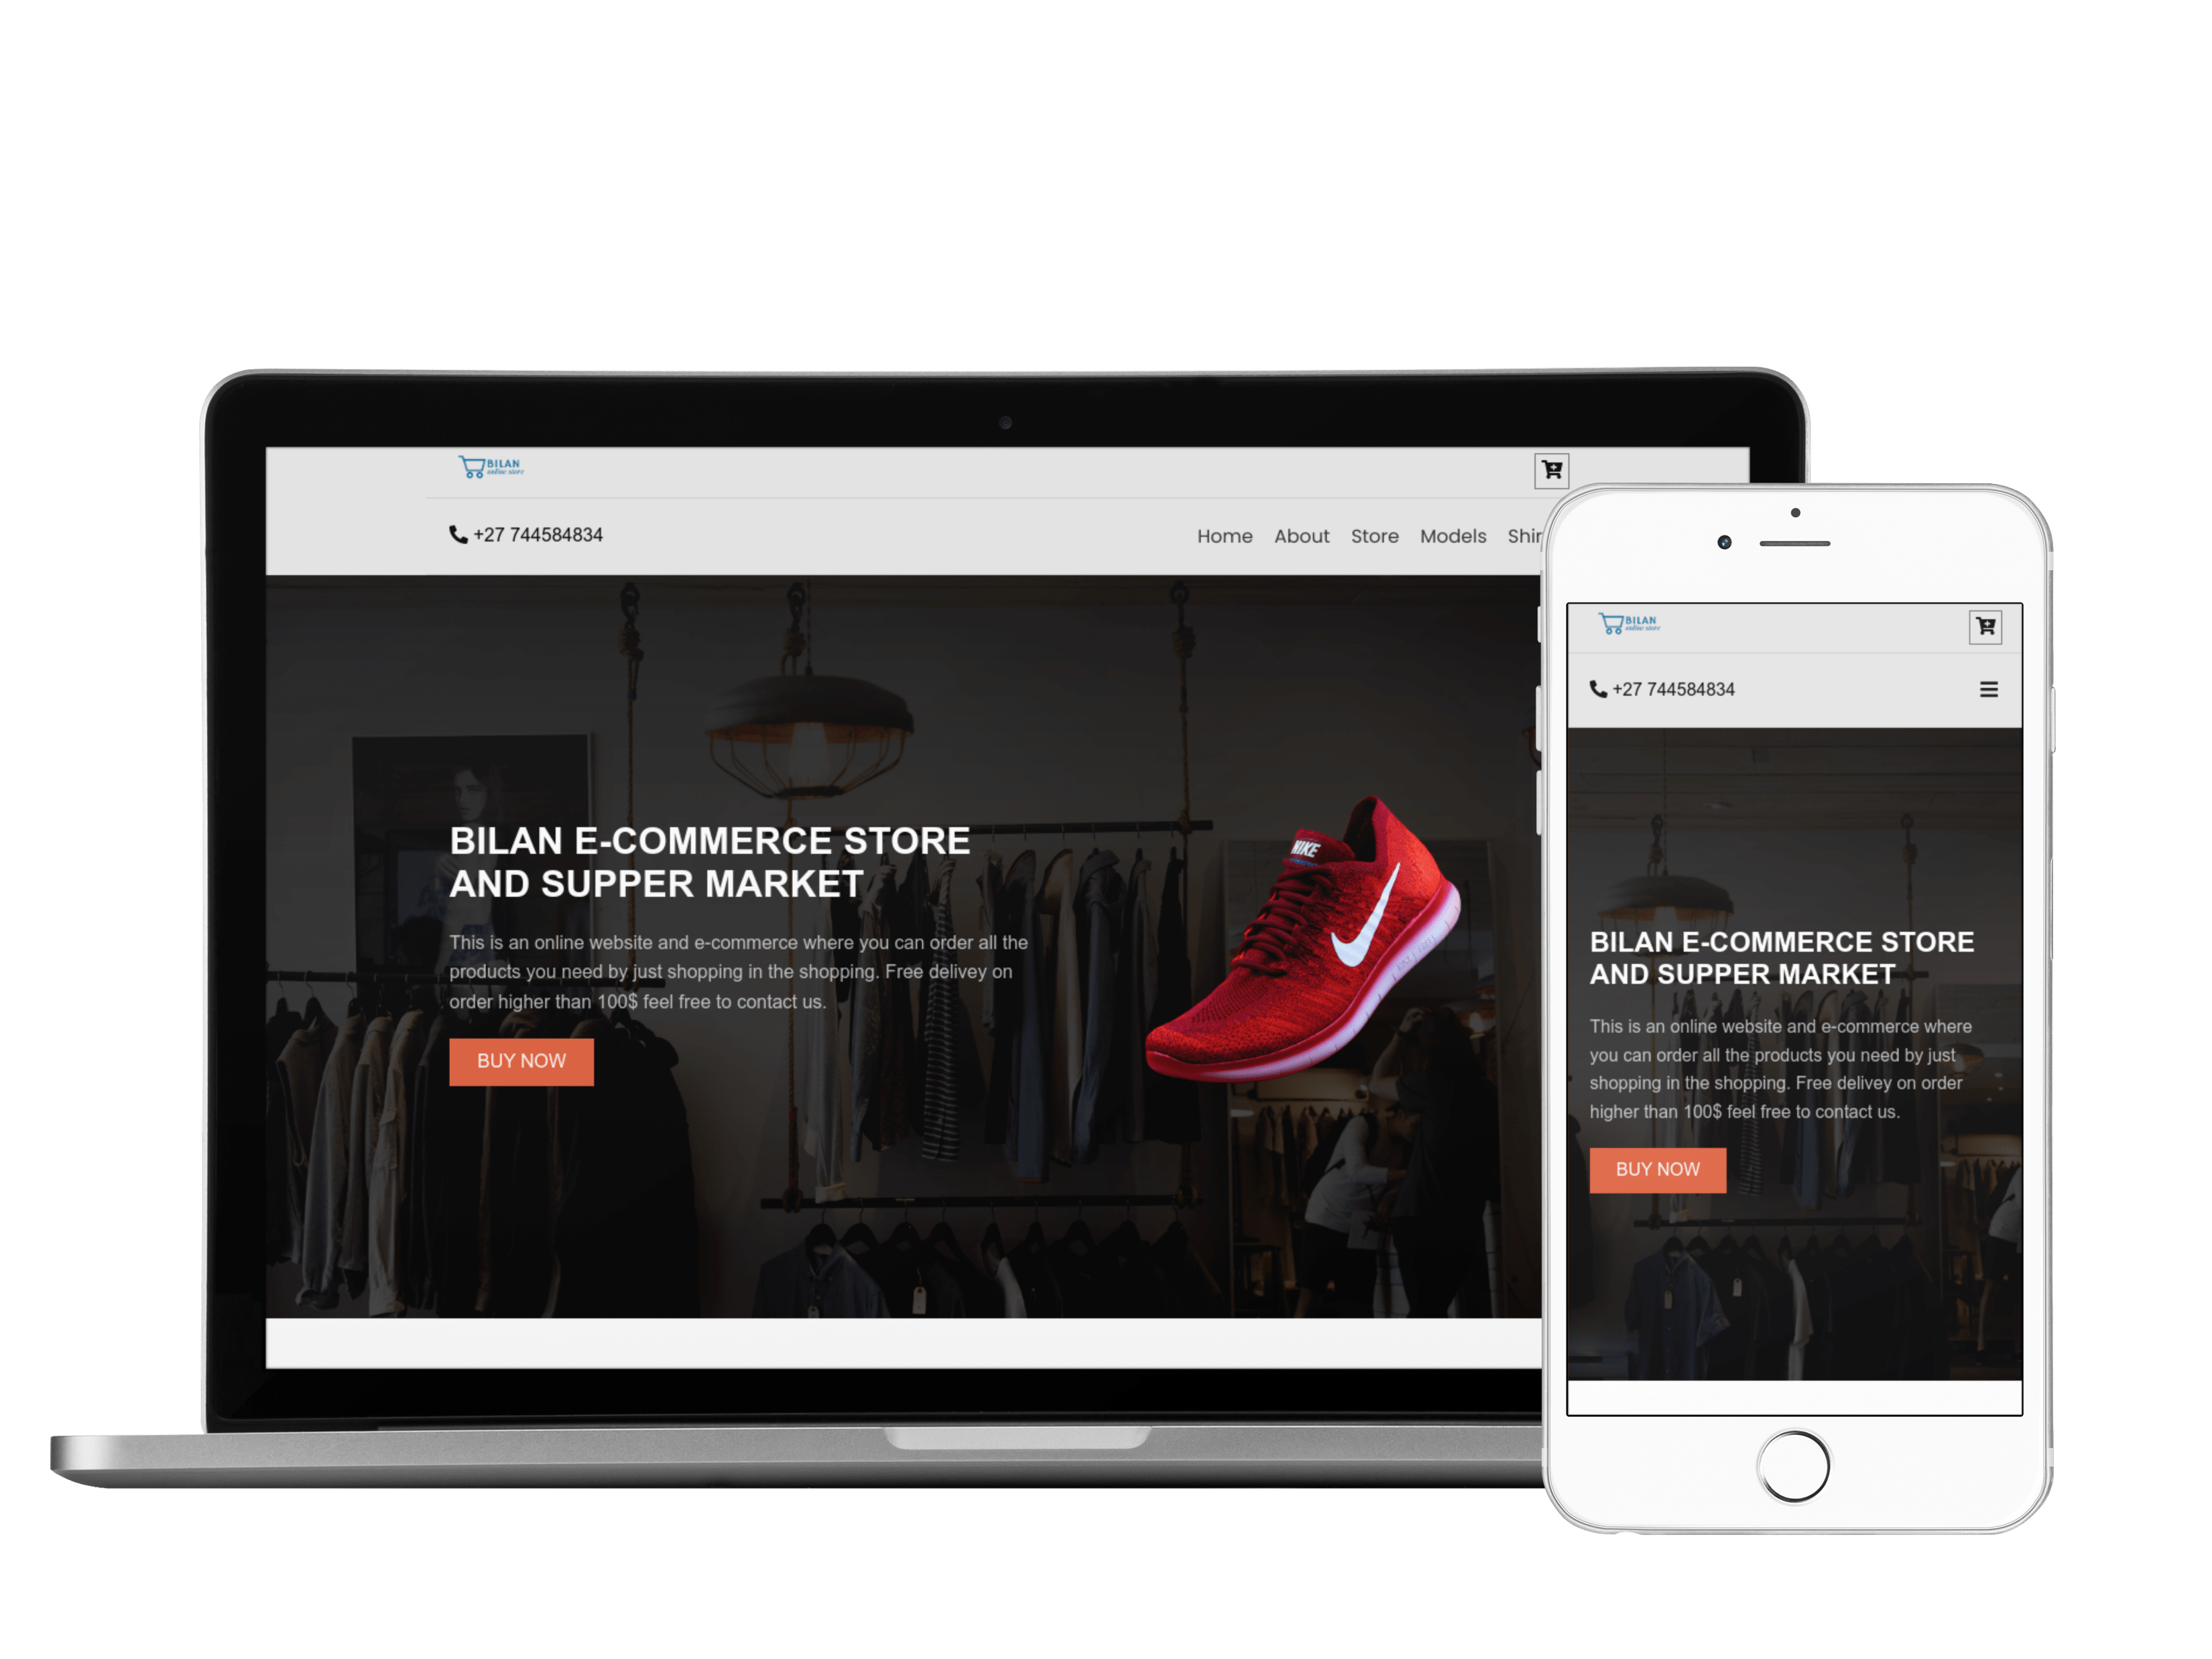 BILAN
online store
+27 744584834
Home About Store Models
BILAN E-COMMERCE STORE
AND SUPPER MARKET
This is an online website and e-commerce where you can order all the
products you need by just shopping in the shopping. Free delivey on
order higher than 100$ feel free to contact us.
BUY NOW
NIKE
BILAN
online store
+27 744584834
BILAN E-COMMERCE STORE
AND SUPPER MARKET
This is an online website and e-commerce where
you can order all the products you need by just
shopping in the shopping. Free delivey on order
higher than 100$ feel free to contact us.
BUY NOW